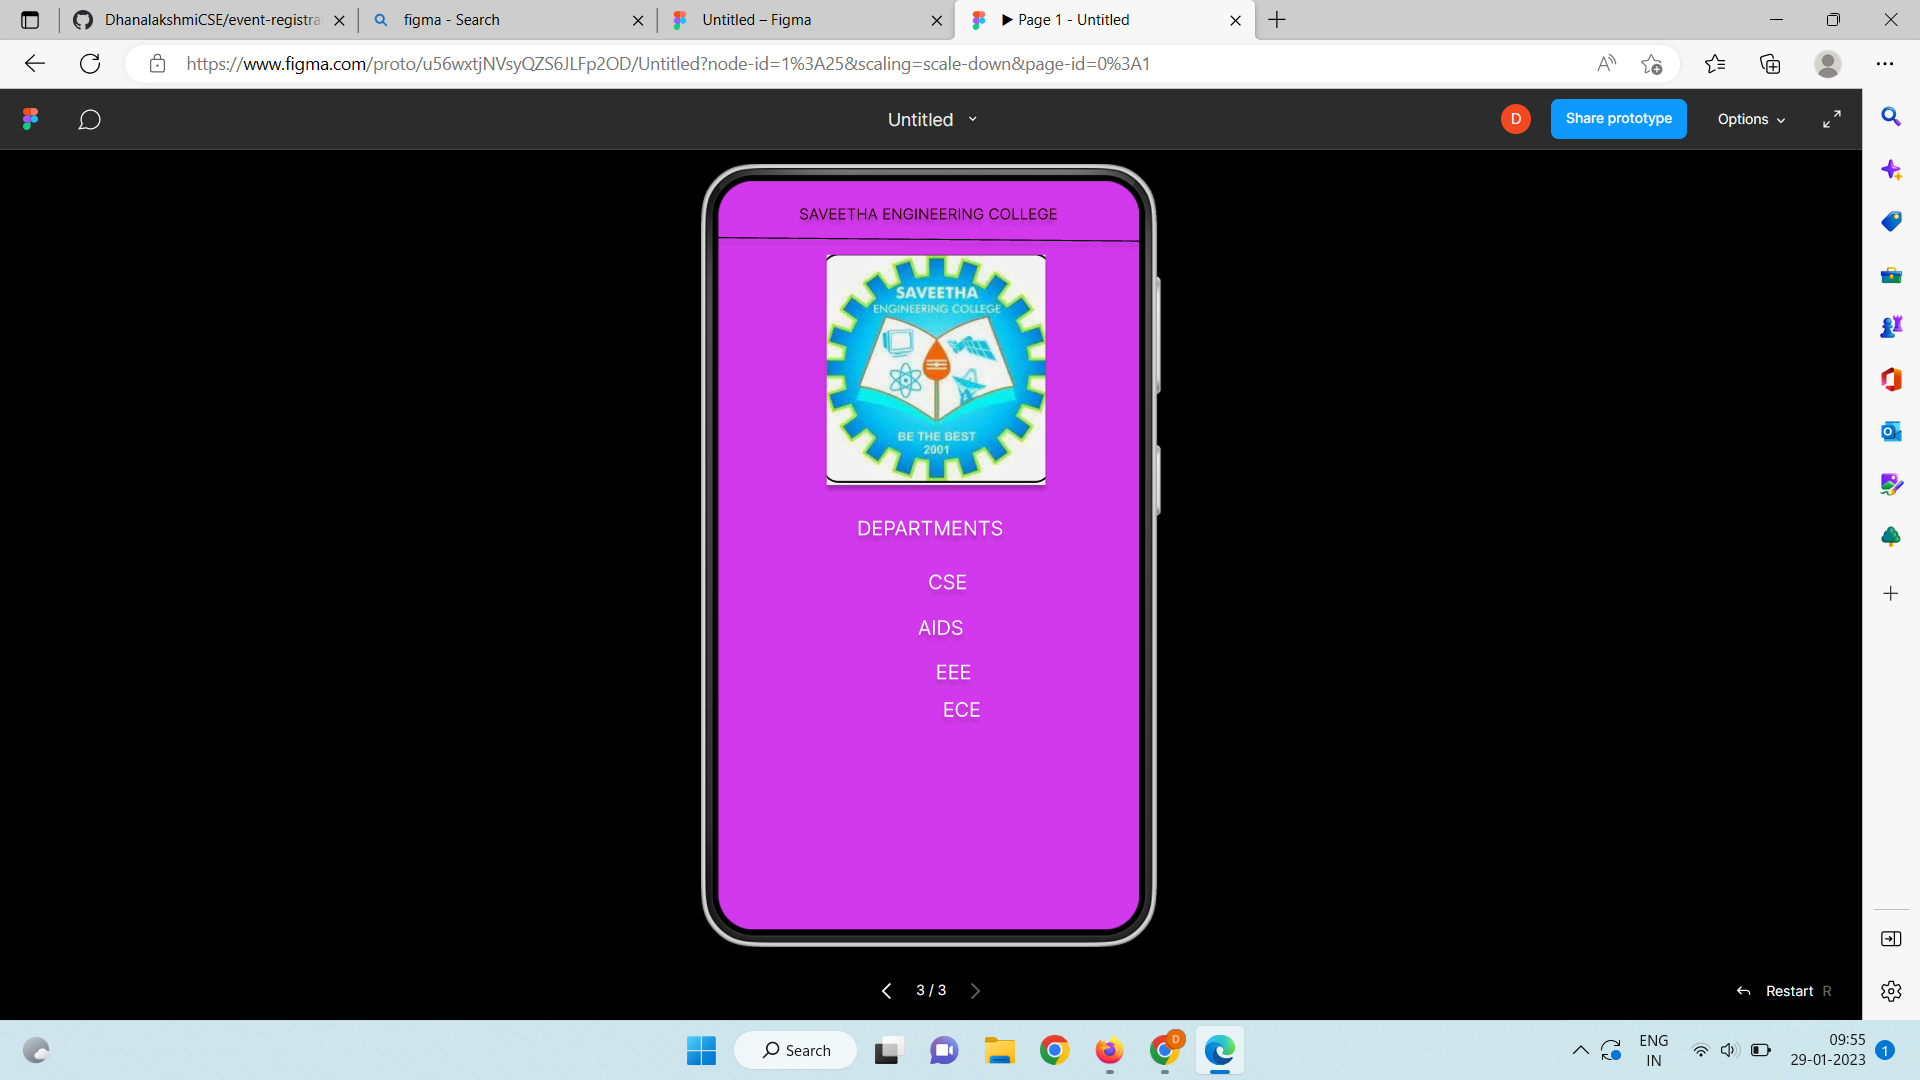 DhanalakshmiCSE/event-registra
figma - Search
Untitled – Figma
▶ Page 1 - Untitled
https://www.figma.com/proto/u56wxtjNVsyQZS6JLFp2OD/Untitled?node-id=1%3A25&scaling=scale-down&page-id=0%3A1
Untitled
D
Share prototype
Options
SAVEETHA ENGINEERING COLLEGE
SAVEETHA
ENGINEERING COLLEGE
BE THE BEST
2001
DEPARTMENTS
CSE
AIDS
EEE
ECE
3 / 3
Restart R
Search
D
ENG
IN
09:55
29-01-2023
1